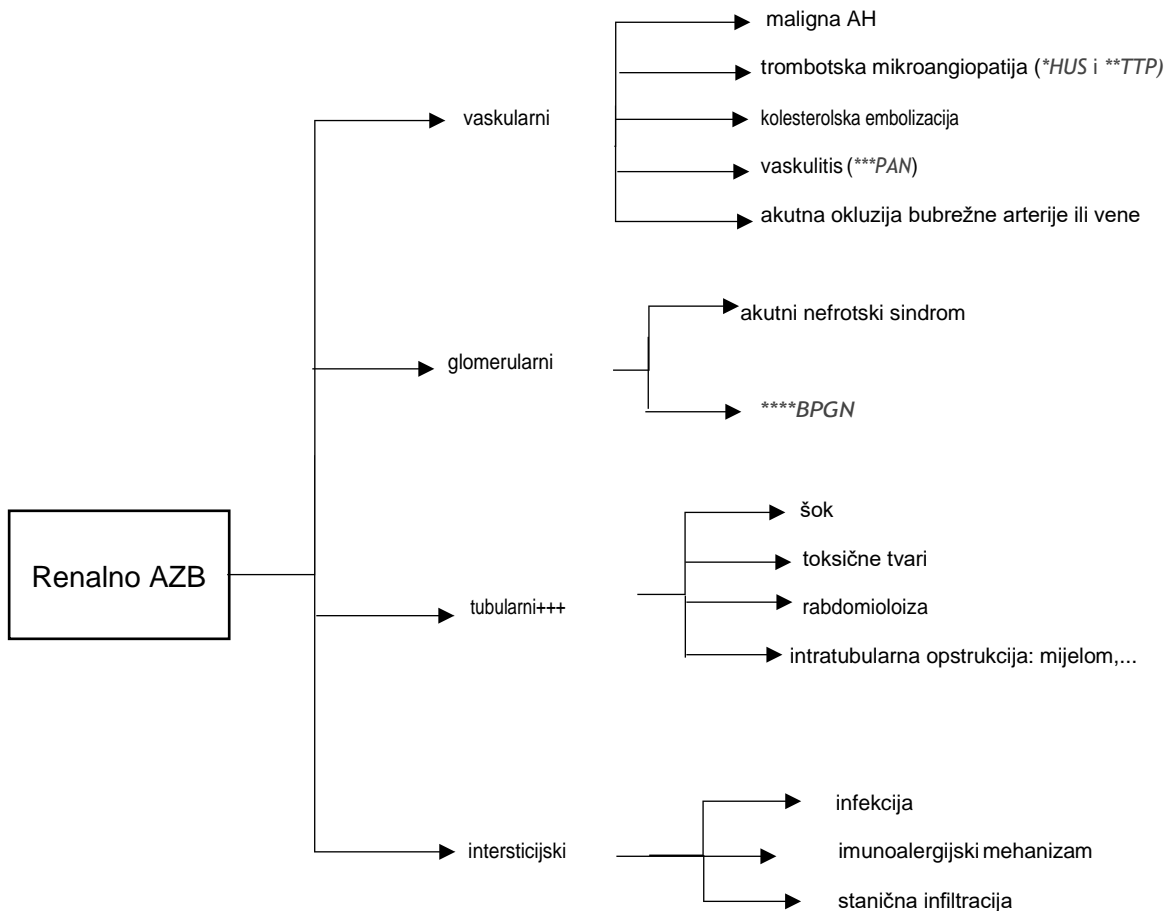 Renalno AZB
vaskularni
maligna AH
trombotska mikroangiopatija (*HUS i **TTP)
kolesterolska embolizacija
vaskulitis (***PAN)
akutna okluzija bubrežne arterije ili vene
glomerularni
akutni nefrotski sindrom
****BPGN
tubularni+++
šok
toksične tvari
rabdomioloiza
intratubularna opstrukcija: mijelom,...
intersticijski
infekcija
imunoalergijski mehanizam
stanična infiltracija